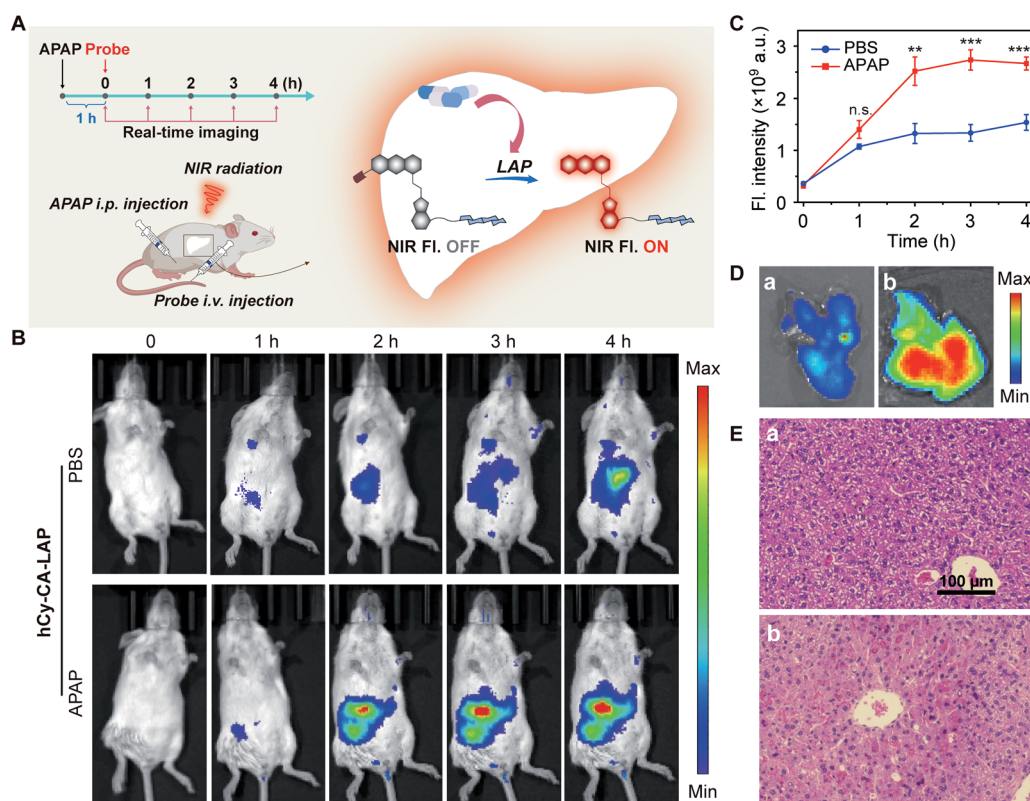 A
APAP Probe
0 1 2 3 4 (h)
1 h
Real-time imaging
NIR radiation
APAP i.p. injection
Probe i.v. injection
LAP
NIR Fl. OFF
NIR Fl. ON
B
0 1 h 2 h 3 h 4 h
PBS
APAP
hCy-CA-LAP
Max
Min
C
Fl. intensity (×10⁹ a.u.)
3
2
1
0
PBS
APAP
n.s.
**
***
***
0 1 2 3 4
Time (h)
D
a
b
Max
Min
E
a
100 μm
b